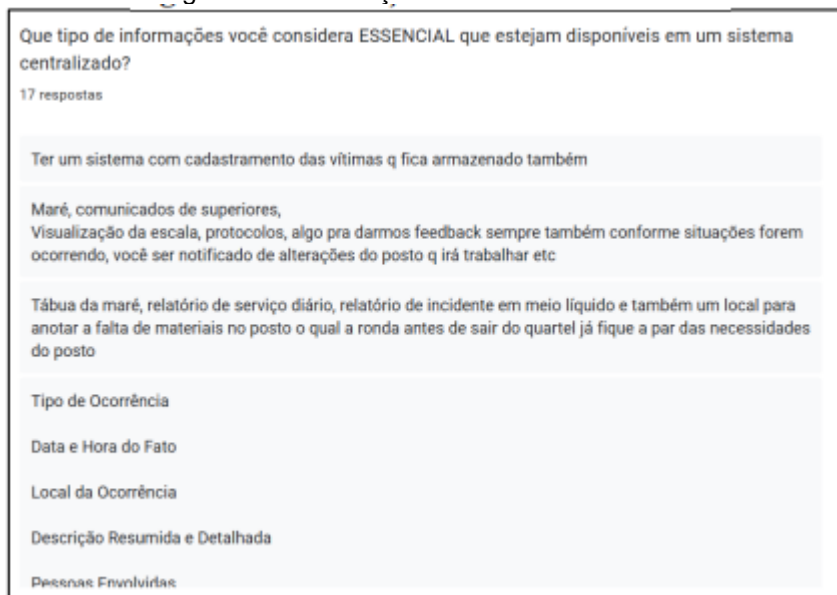 Que tipo de informações você considera ESSENCIAL que estejam disponíveis em um sistema
centralizado?
17 respostas
Ter um sistema com cadastramento das vítimas q fica armazenado também
Maré, comunicados de superiores,
Visualização da escala, protocolos, algo pra darmos feedback sempre também conforme situações forem
ocorrendo, você ser notificado de alterações do posto q irá trabalhar etc
Tábua da maré, relatório de serviço diário, relatório de incidente em meio líquido e também um local para
anotar a falta de materiais no posto o qual a ronda antes de sair do quartel já fique a par das necessidades
do posto
Tipo de Ocorrência
Data e Hora do Fato
Local da Ocorrência
Descrição Resumida e Detalhada
Pessoas Envolvidas